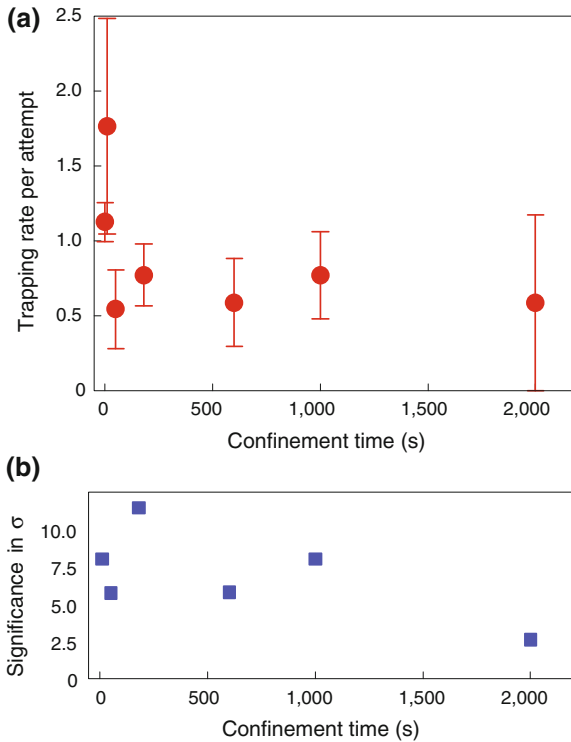 (a)
2.5
2.0
1.5
1.0
0.5
0
Trapping rate per attempt
0 500 1,000 1,500 2,000
Confinement time (s)
(b)
10.0
7.5
5.0
2.5
0
Significance in σ
0 500 1,000 1,500 2,000
Confinement time (s)